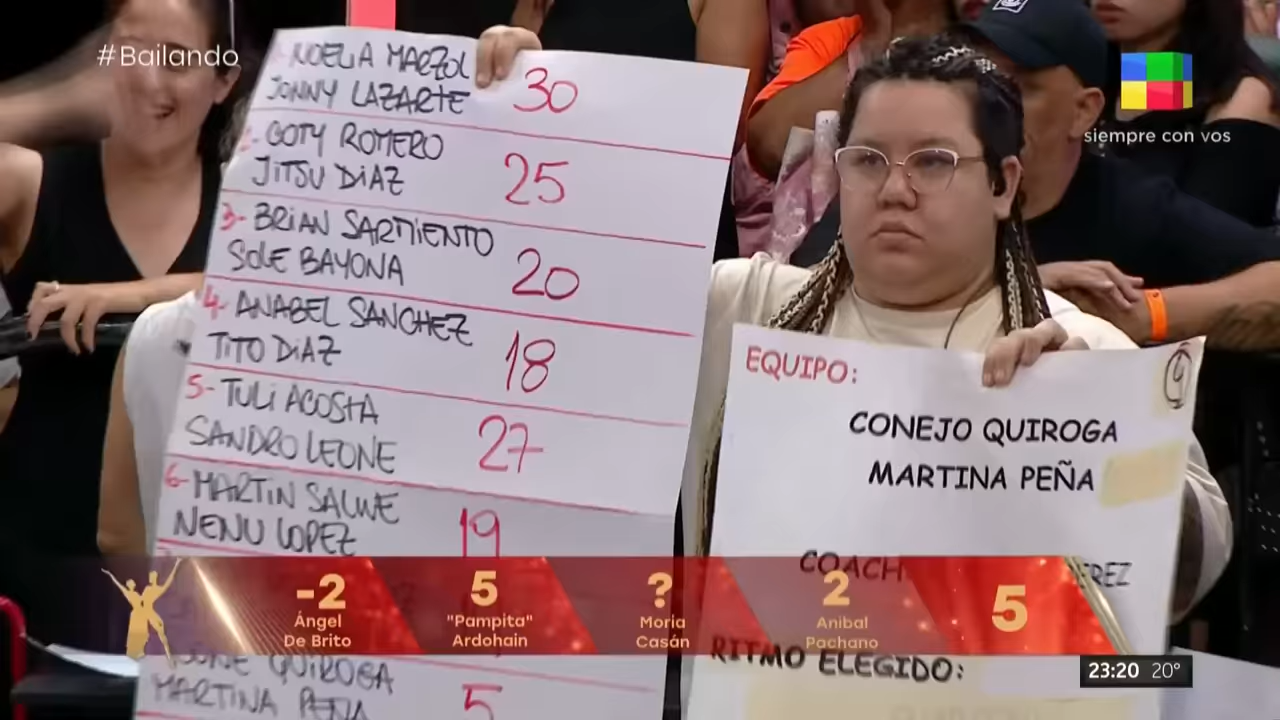 #Bailando
NOELIA MARZOL
JONNY LAZARTE 30
COTY ROMERO
JITSU DIAZ 25
3- BRIAN SARMIENTO
SOLE BAYONA 20
4- ANABEL SANCHEZ
TITO DIAZ 18
5- TULI ACOSTA
SANDRO LEONE 27
6- MARTIN SALWE
NENU LOPEZ 19
QUIROGA
MARTINA PEÑA 5
siempre con vos
EQUIPO:
CONEJO QUIROGA
MARTINA PEÑA
COACH
RITMO ELEGIDO:
-2
Ángel
De Brito
5
"Pampita"
Ardohain
?
Moria
Casán
2
Anibal
Pachano
5
23:20 20°